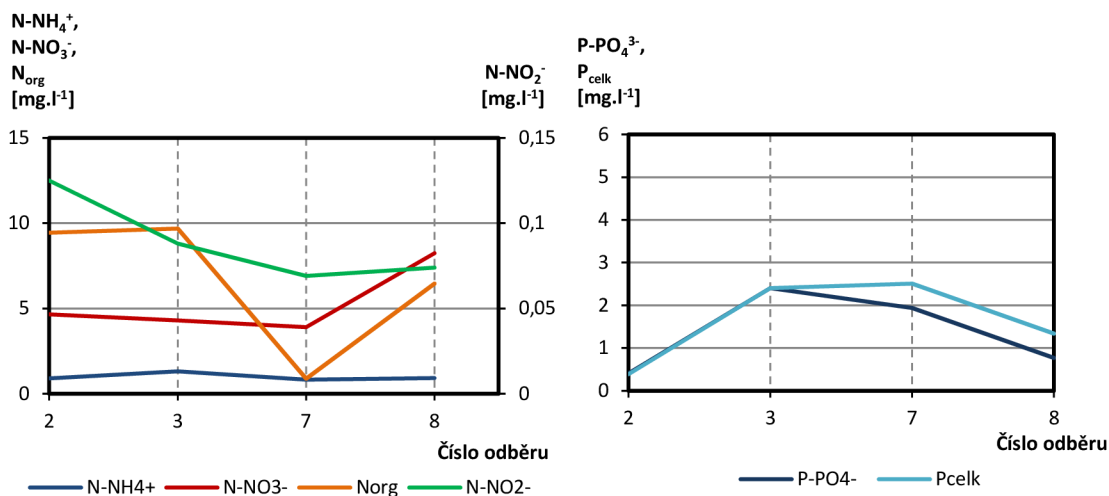 N-NH₄⁺,
N-NO₃⁻,
N_org
[mg.l⁻¹]
N-NO₂⁻
[mg.l⁻¹]
15
10
5
0
0,15
0,1
0,05
0
2 3 7 8
Číslo odběru
N-NH4+ N-NO3- Norg N-NO2-
P-PO₄³⁻,
P_celk
[mg.l⁻¹]
6
5
4
3
2
1
0
2 3 7 8
Číslo odběru
P-PO4- Pcelk